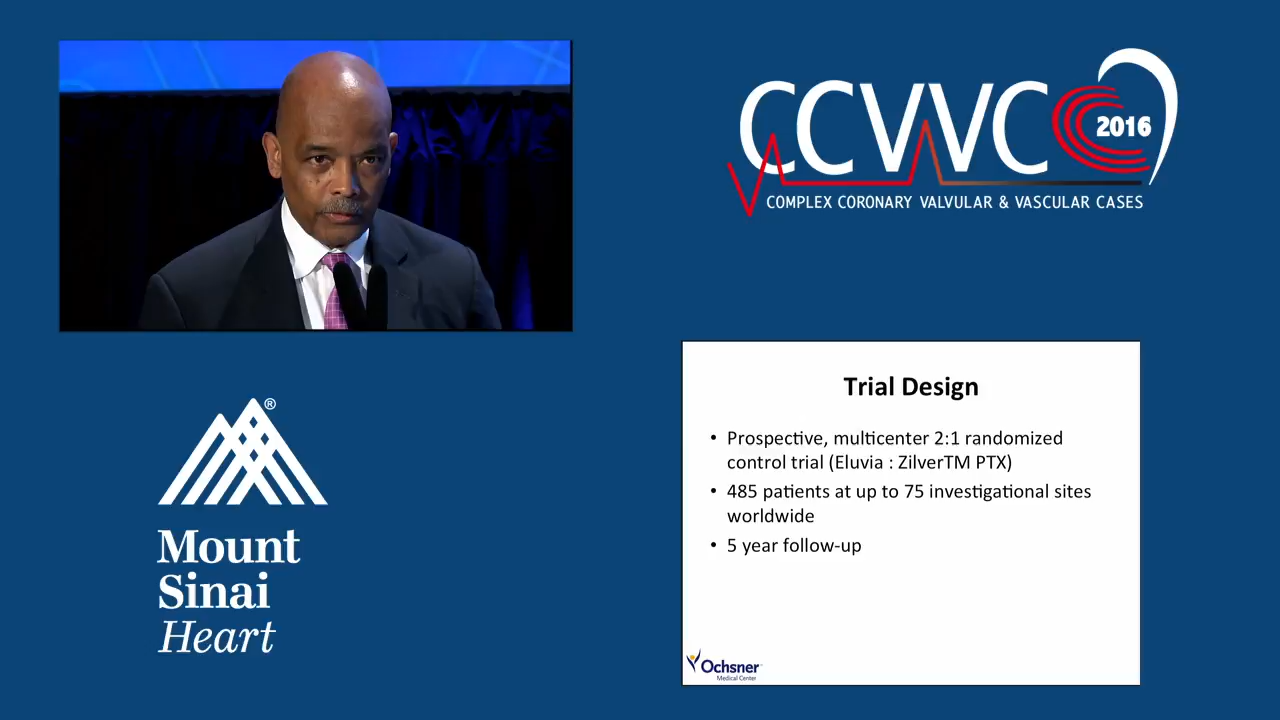 CCVVC 2016
COMPLEX CORONARY VALVULAR & VASCULAR CASES
Trial Design
• Prospective, multicenter 2:1 randomized
control trial (Eluvia : ZilverTM PTX)
• 485 patients at up to 75 investigational sites
worldwide
• 5 year follow-up
Ochsner
Medical Center
®
Mount
Sinai
Heart